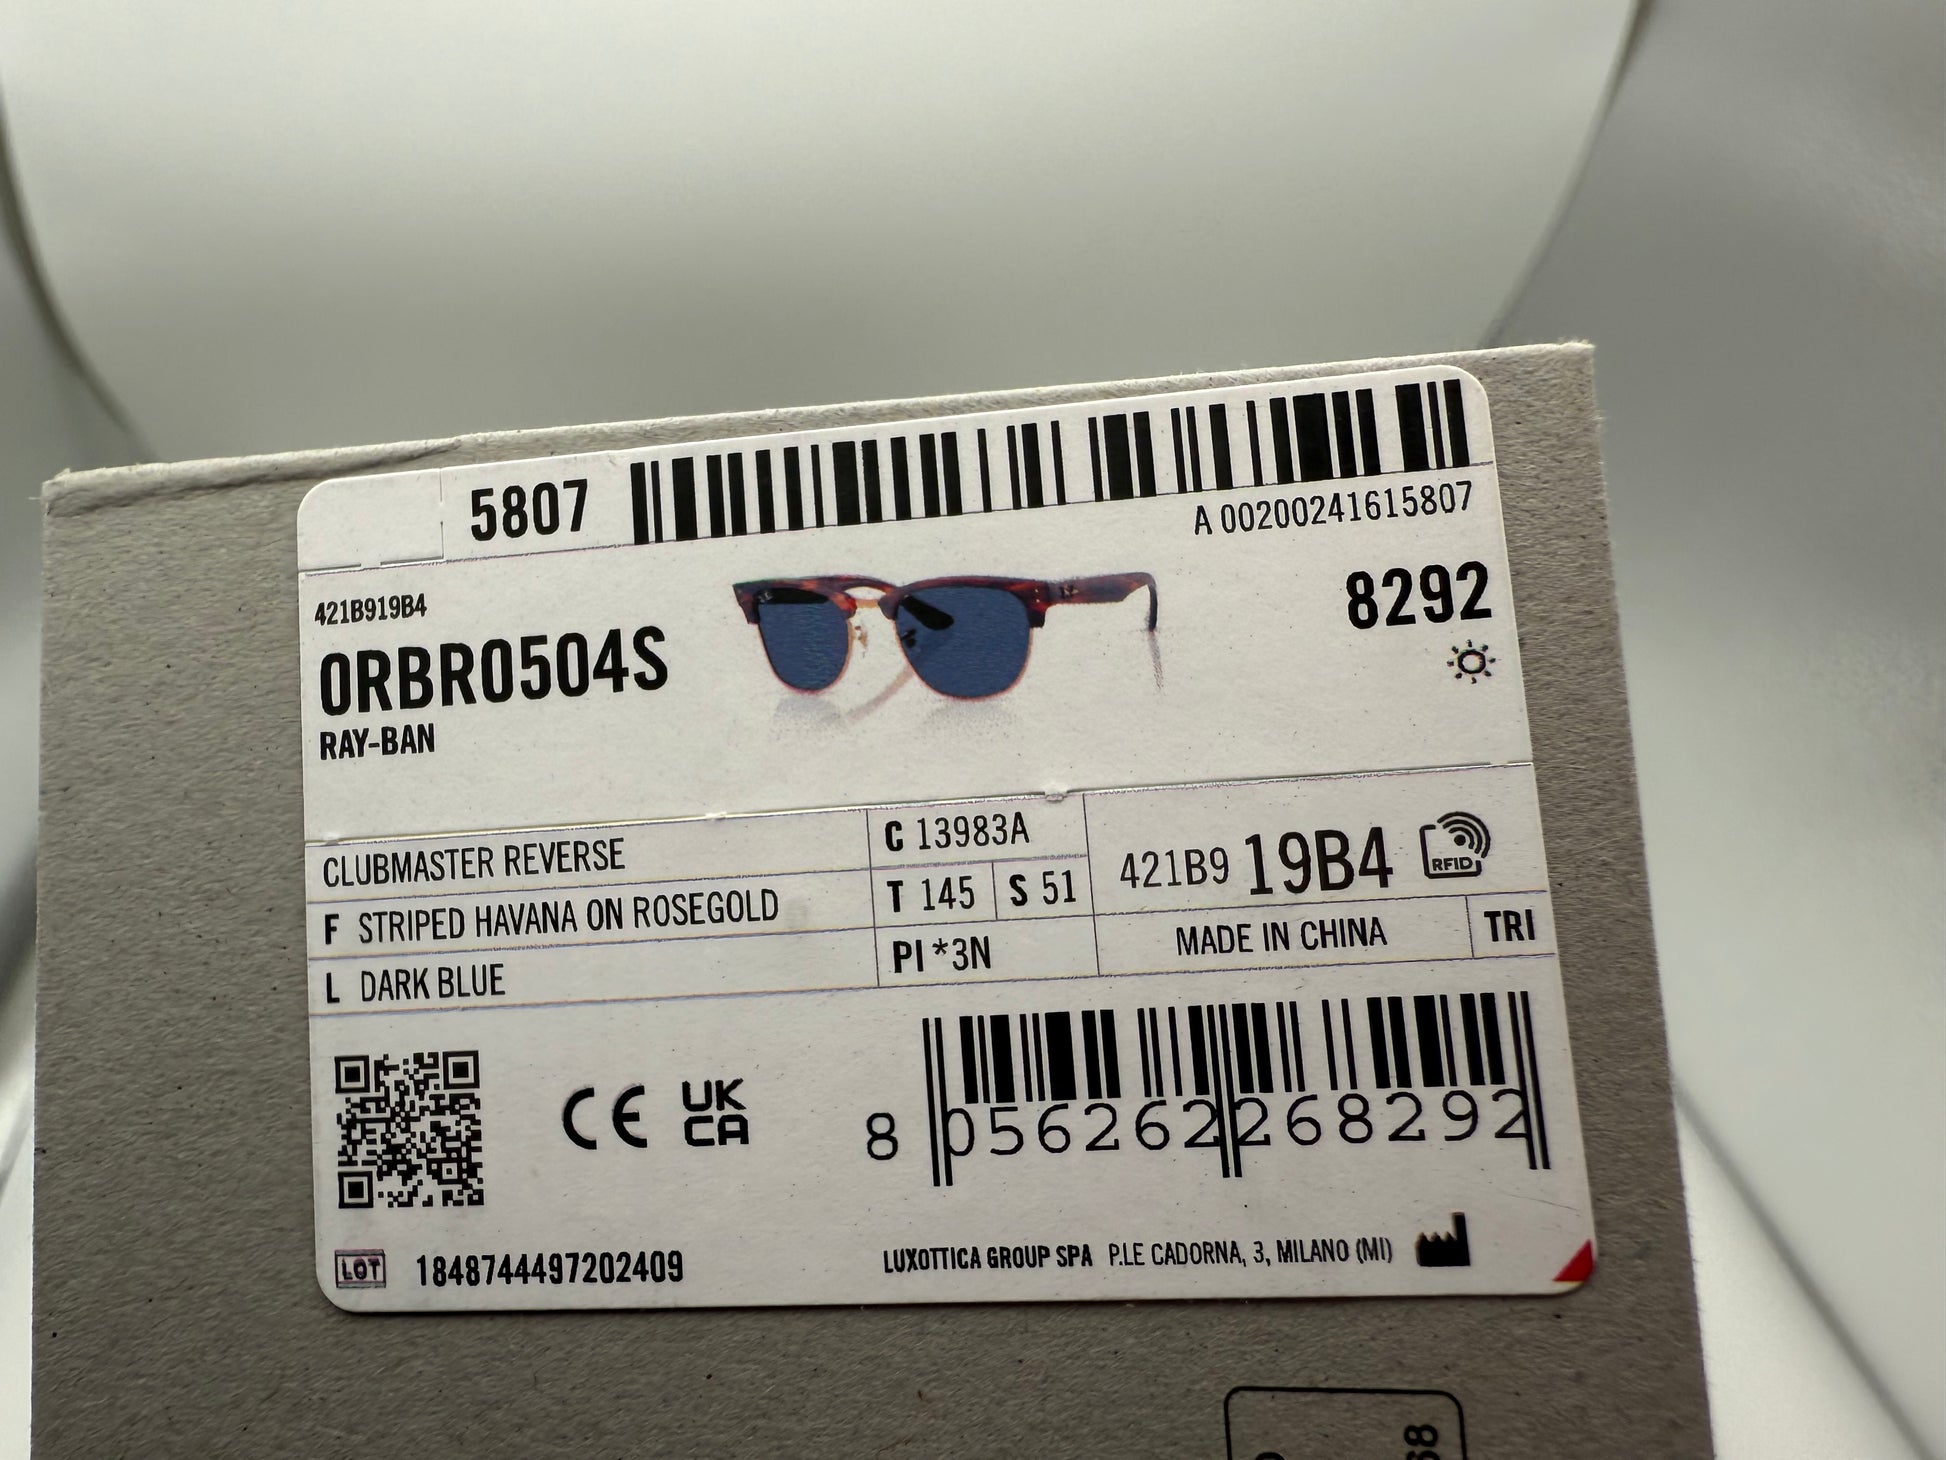 5807
A 00200241615807
421B919B4
0RBR0504S
RAY-BAN
8292
CLUBMASTER REVERSE
F STRIPED HAVANA ON ROSEGOLD
L DARK BLUE
C 13983A
T 145 S 51
PI *3N
421B9 19B4 RFID
MADE IN CHINA TRI
CE UK
CA
8 056262 268292
LOT 1848744497202409
LUXOTTICA GROUP SPA P.LE CADORNA, 3, MILANO (MI)